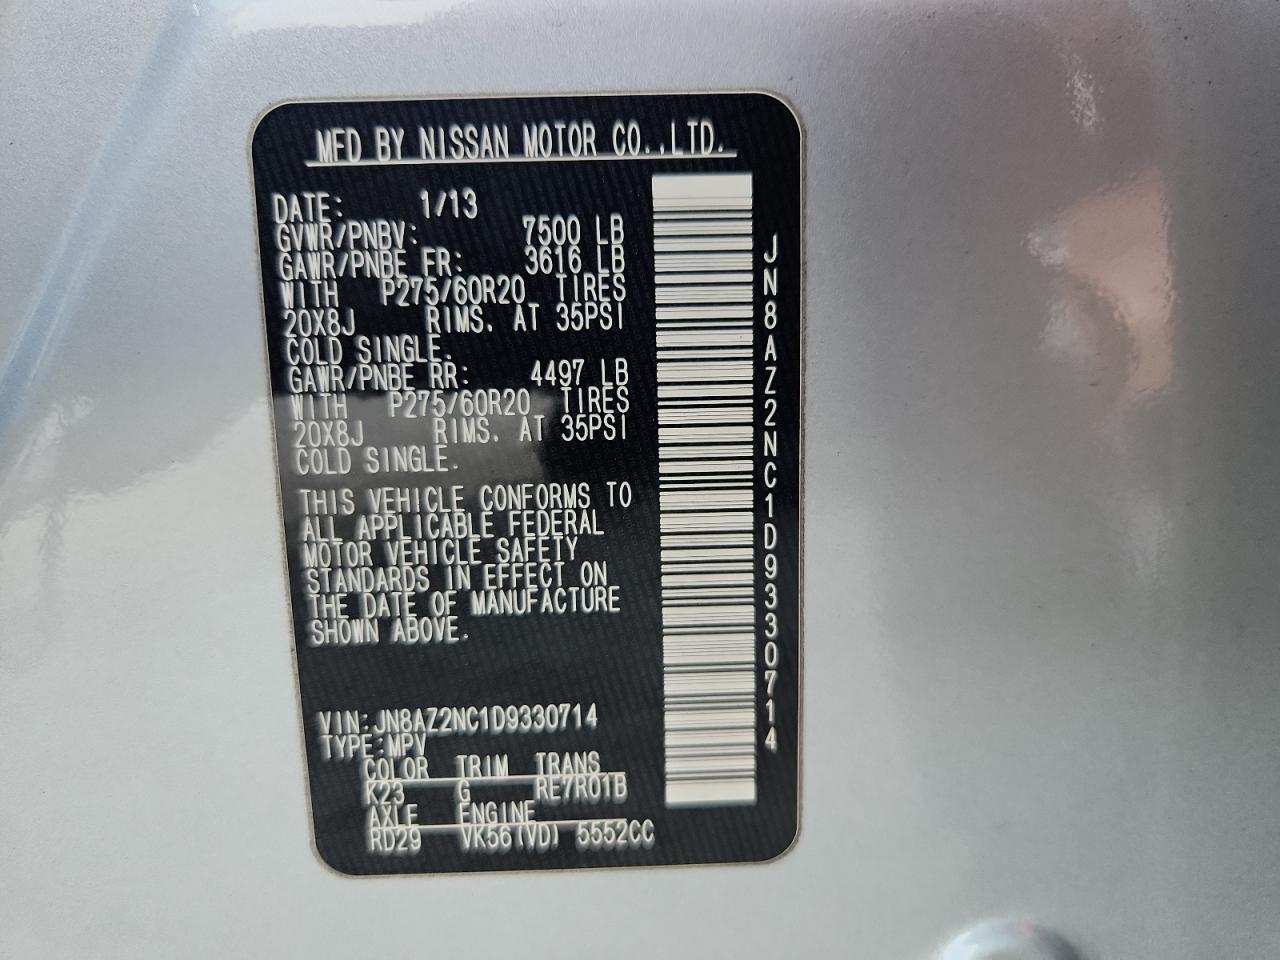 MFD BY NISSAN MOTOR CO.,LTD.
DATE: 1/13
GVWR/PNBV: 7500 LB
GAWR/PNBE FR: 3616 LB
WITH P275/60R20 TIRES
20X8J RIMS. AT 35PSI
COLD SINGLE.
GAWR/PNBE RR: 4497 LB
WITH P275/60R20 TIRES
20X8J RIMS. AT 35PSI
COLD SINGLE.
THIS VEHICLE CONFORMS TO
ALL APPLICABLE FEDERAL
MOTOR VEHICLE SAFETY
STANDARDS IN EFFECT ON
THE DATE OF MANUFACTURE
SHOWN ABOVE.
VIN:JN8AZ2NC1D9330714
TYPE:MPV
COLOR TRIM TRANS
K23 G RE7R01B
AXLE ENGINE
RD29 VK56(VD) 5552CC
JN8AZ2NC1D9330714